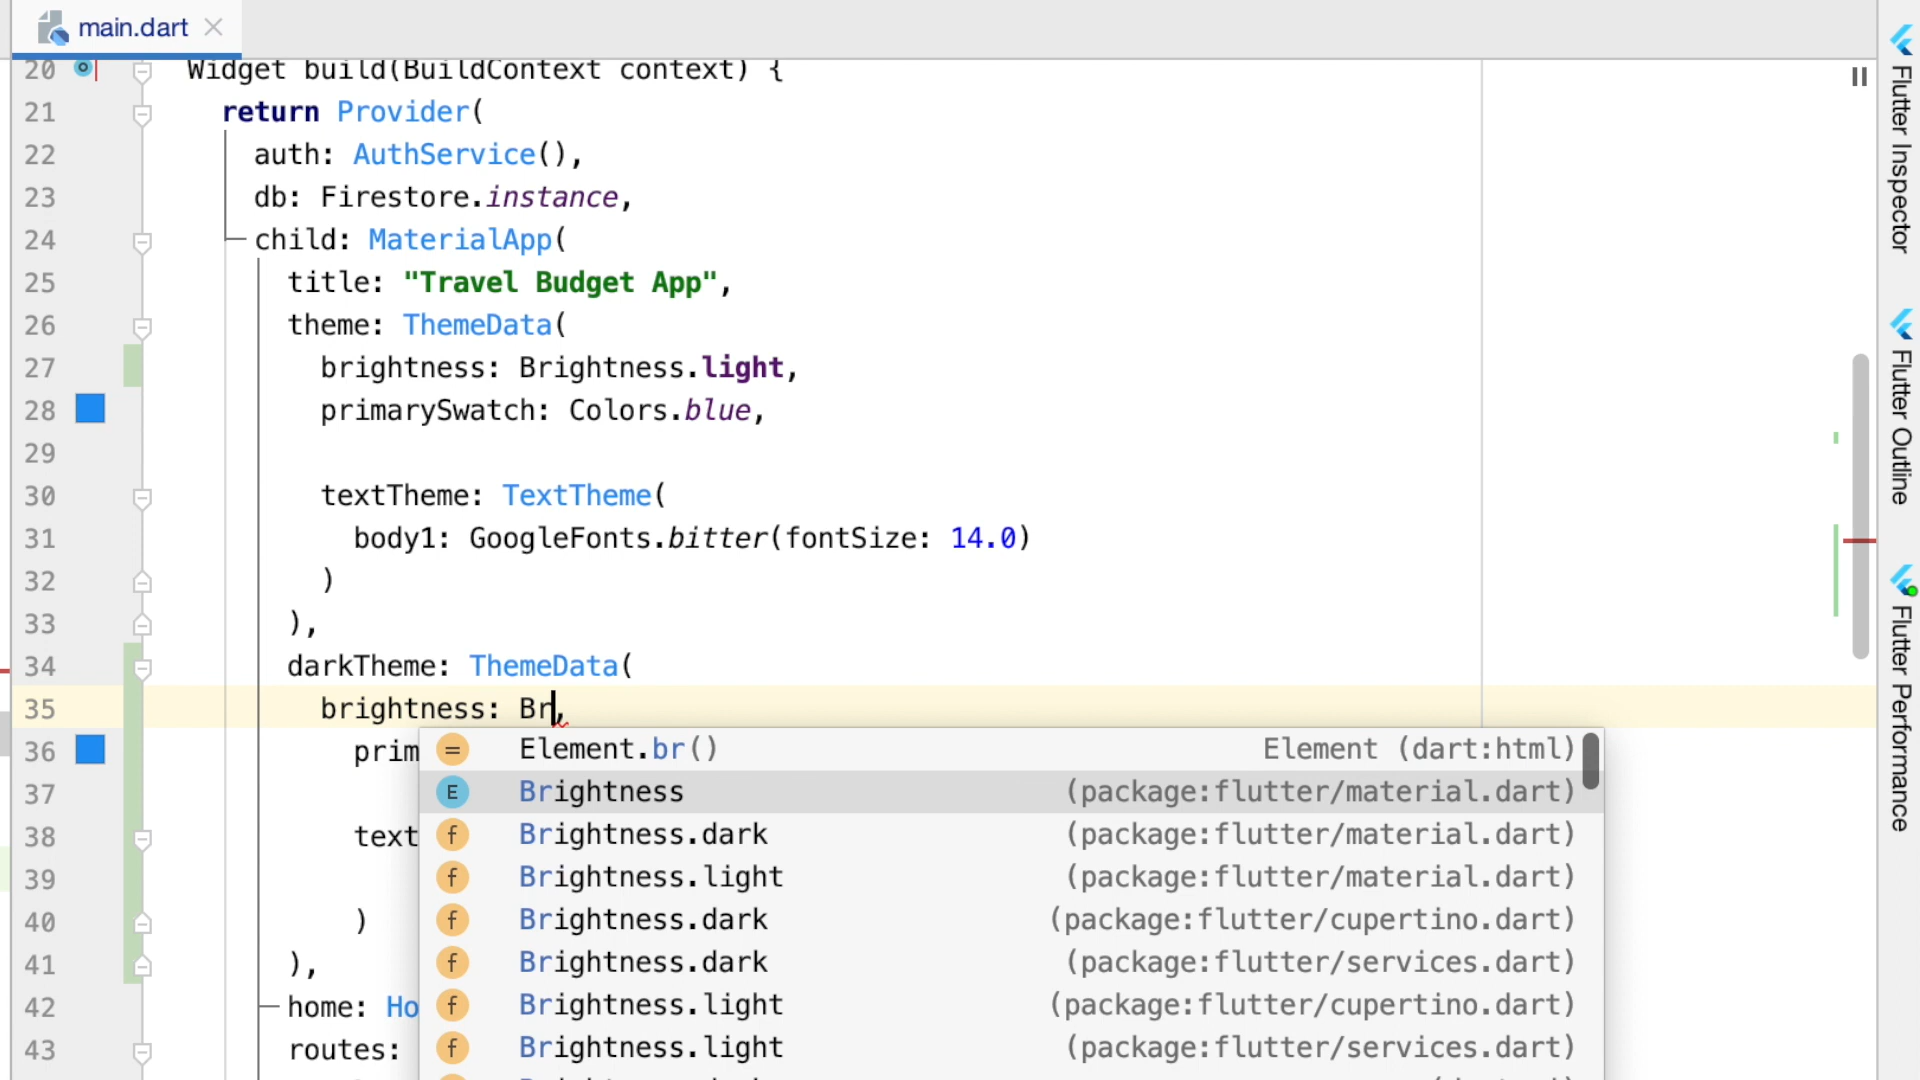 main.dart
20 Widget build(BuildContext context) {
21 return Provider(
22 auth: AuthService(),
23 db: Firestore.instance,
24 child: MaterialApp(
25 title: "Travel Budget App",
26 theme: ThemeData(
27 brightness: Brightness.light,
28 primarySwatch: Colors.blue,
29
30 textTheme: TextTheme(
31 body1: GoogleFonts.bitter(fontSize: 14.0)
32 )
33 ),
34 darkTheme: ThemeData(
35 brightness: Br,
36 prim
37
38 text
39
40 )
41 ),
42 home: Ho
43 routes:
= Element.br() Element (dart:html)
E Brightness (package:flutter/material.dart)
f Brightness.dark (package:flutter/material.dart)
f Brightness.light (package:flutter/material.dart)
f Brightness.dark (package:flutter/cupertino.dart)
f Brightness.dark (package:flutter/services.dart)
f Brightness.light (package:flutter/cupertino.dart)
f Brightness.light (package:flutter/services.dart)
Flutter Inspector
Flutter Outline
Flutter Performance